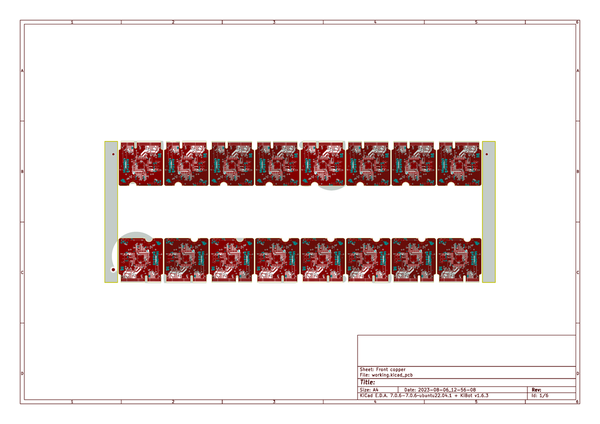 1 2 3 4 5 6
A A
B B
C C
Sheet: Front copper
File: working.kicad_pcb
Title:
Size: A4 Date: 2023-08-06_12-56-08 Rev:
KiCad E.D.A. 7.0.6-7.0.6~ubuntu22.04.1 + KiBot v1.6.3 Id: 1/6
D D
1 2 3 4 5 6